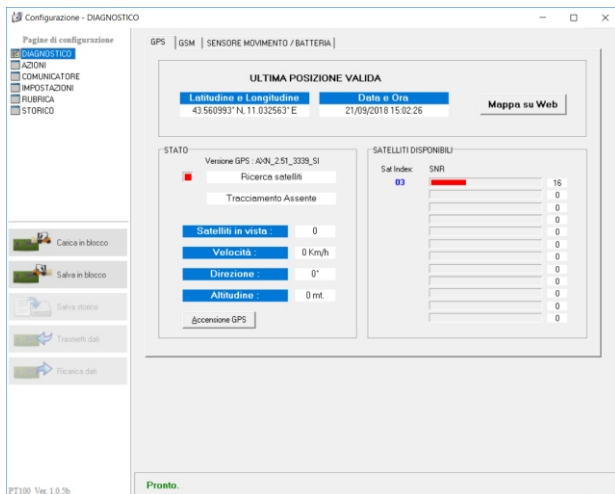 Configurazione - DIAGNOSTICO
Pagine di configurazione
DIAGNOSTICO
AZIONI
COMUNICATORE
IMPOSTAZIONI
RUBRICA
STORICO
Carica in blocco
Salva in blocco
Salva storico
Trasmetti dati
Ricarica dati
PT100 Ver. 1.0.5b
GPS GSM SENSORE MOVIMENTO / BATTERIA
ULTIMA POSIZIONE VALIDA
Latitudine e Longitudine Data e Ora
43.560993° N, 11.032563° E 21/09/2018 15:02:26
Mappa su Web
STATO
Versione GPS : AXN_2.51_3339_SI
Ricerca satelliti
Tracciamento Assente
Satelliti in vista : 0
Velocità : 0 Km/h
Direzione : 0°
Altitudine : 0 mt.
Accensione GPS
SATELLITI DISPONIBILI
Sat Index SNR
03 16
0
0
0
0
0
0
0
0
0
0
0
Pronto.